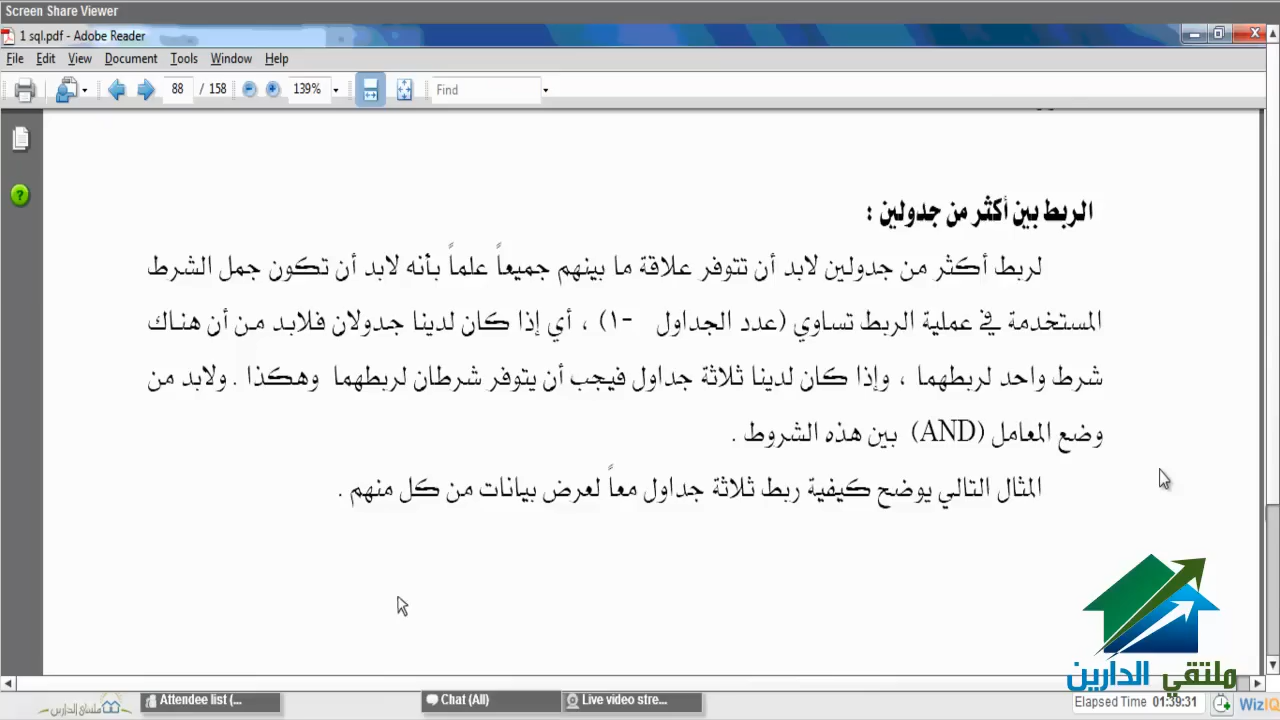 Screen Share Viewer
1 sql.pdf - Adobe Reader
File Edit View Document Tools Window Help
88 / 158 139% Find
الربط بين أكثر من جدولين :
لربط أكثر من جدولين لابد أن تتوفر علاقة ما بينهم جميعاً علماً بأنه لابد أن تكون جمل الشرط
المستخدمة في عملية الربط تساوي (عدد الجداول -١) ، أي إذا كان لدينا جدولان فلابد من أن هناك
شرط واحد لربطهما ، وإذا كان لدينا ثلاثة جداول فيجب أن يتوفر شرطان لربطهما وهكذا . ولابد من
وضع المعامل (AND) بين هذه الشروط .
المثال التالي يوضح كيفية ربط ثلاثة جداول معاً لعرض بيانات من كل منهم .
ملتقي الدارين
ملتقى الدارين Attendee list (... Chat (All) Live video stre... Elapsed Time 01:39:31 WizIQ